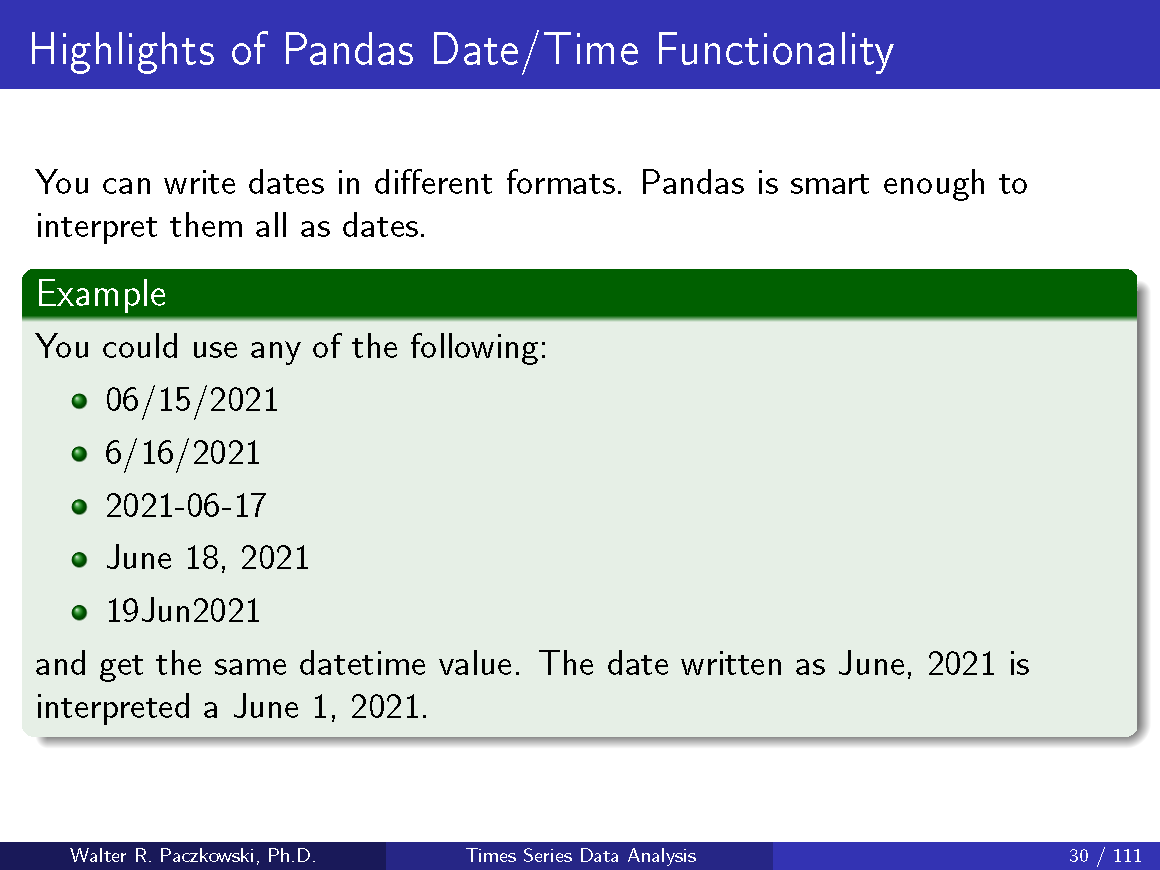 Highlights of Pandas Date/Time Functionality
You can write dates in different formats. Pandas is smart enough to
interpret them all as dates.
Example
You could use any of the following:
06/15/2021
6/16/2021
2021-06-17
June 18, 2021
19Jun2021
and get the same datetime value. The date written as June, 2021 is
interpreted a June 1, 2021.
Walter R. Paczkowski, Ph.D.
Times Series Data Analysis
30 / 111